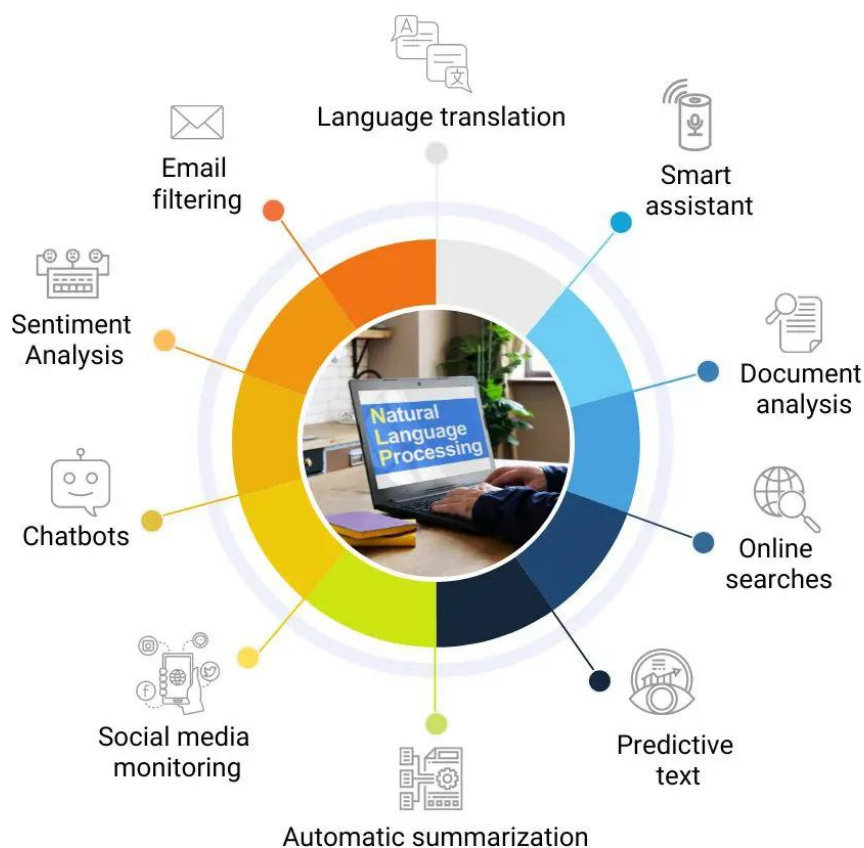 A
文
Language translation
Smart
assistant
Document
analysis
Online
searches
Predictive
text
Automatic summarization
Social media
monitoring
Chatbots
Sentiment
Analysis
Email
filtering
Natural
Language
Processing